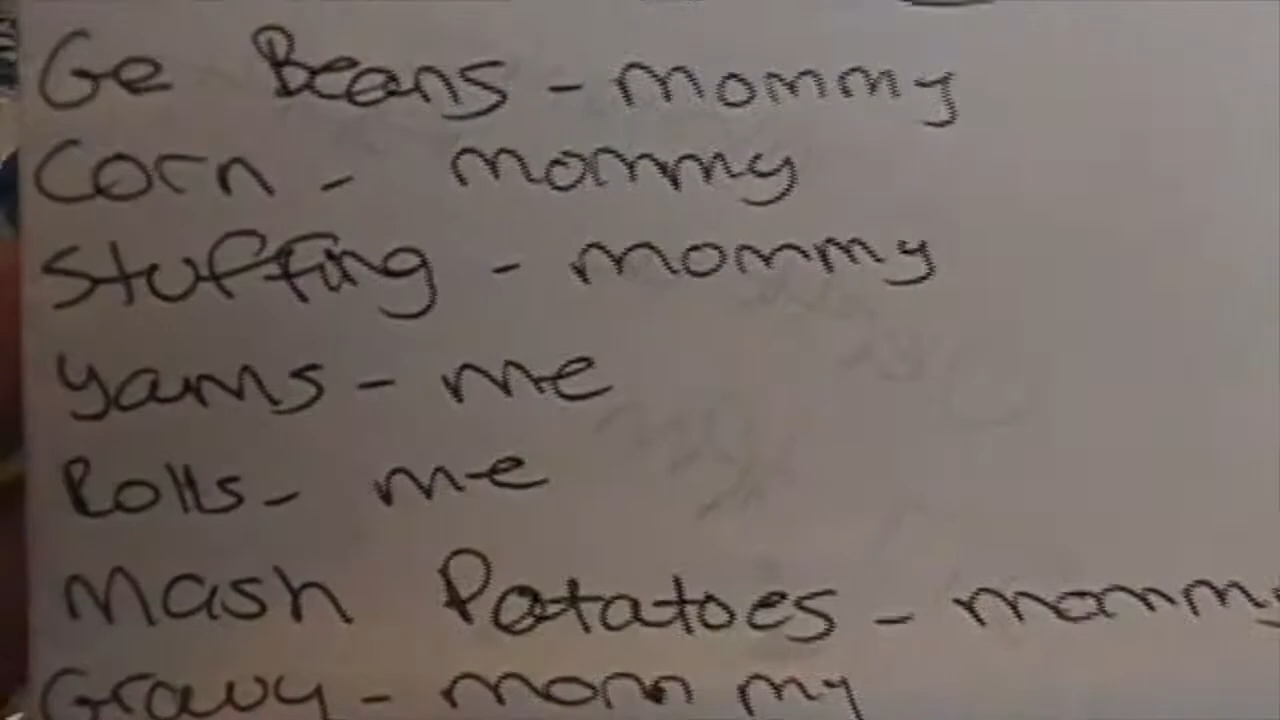 Ge Beans - mommy
Corn - mommy
Stuffing - mommy
yams - me
Rolls - me
Mash Potatoes - mommy
Gravy - mommy